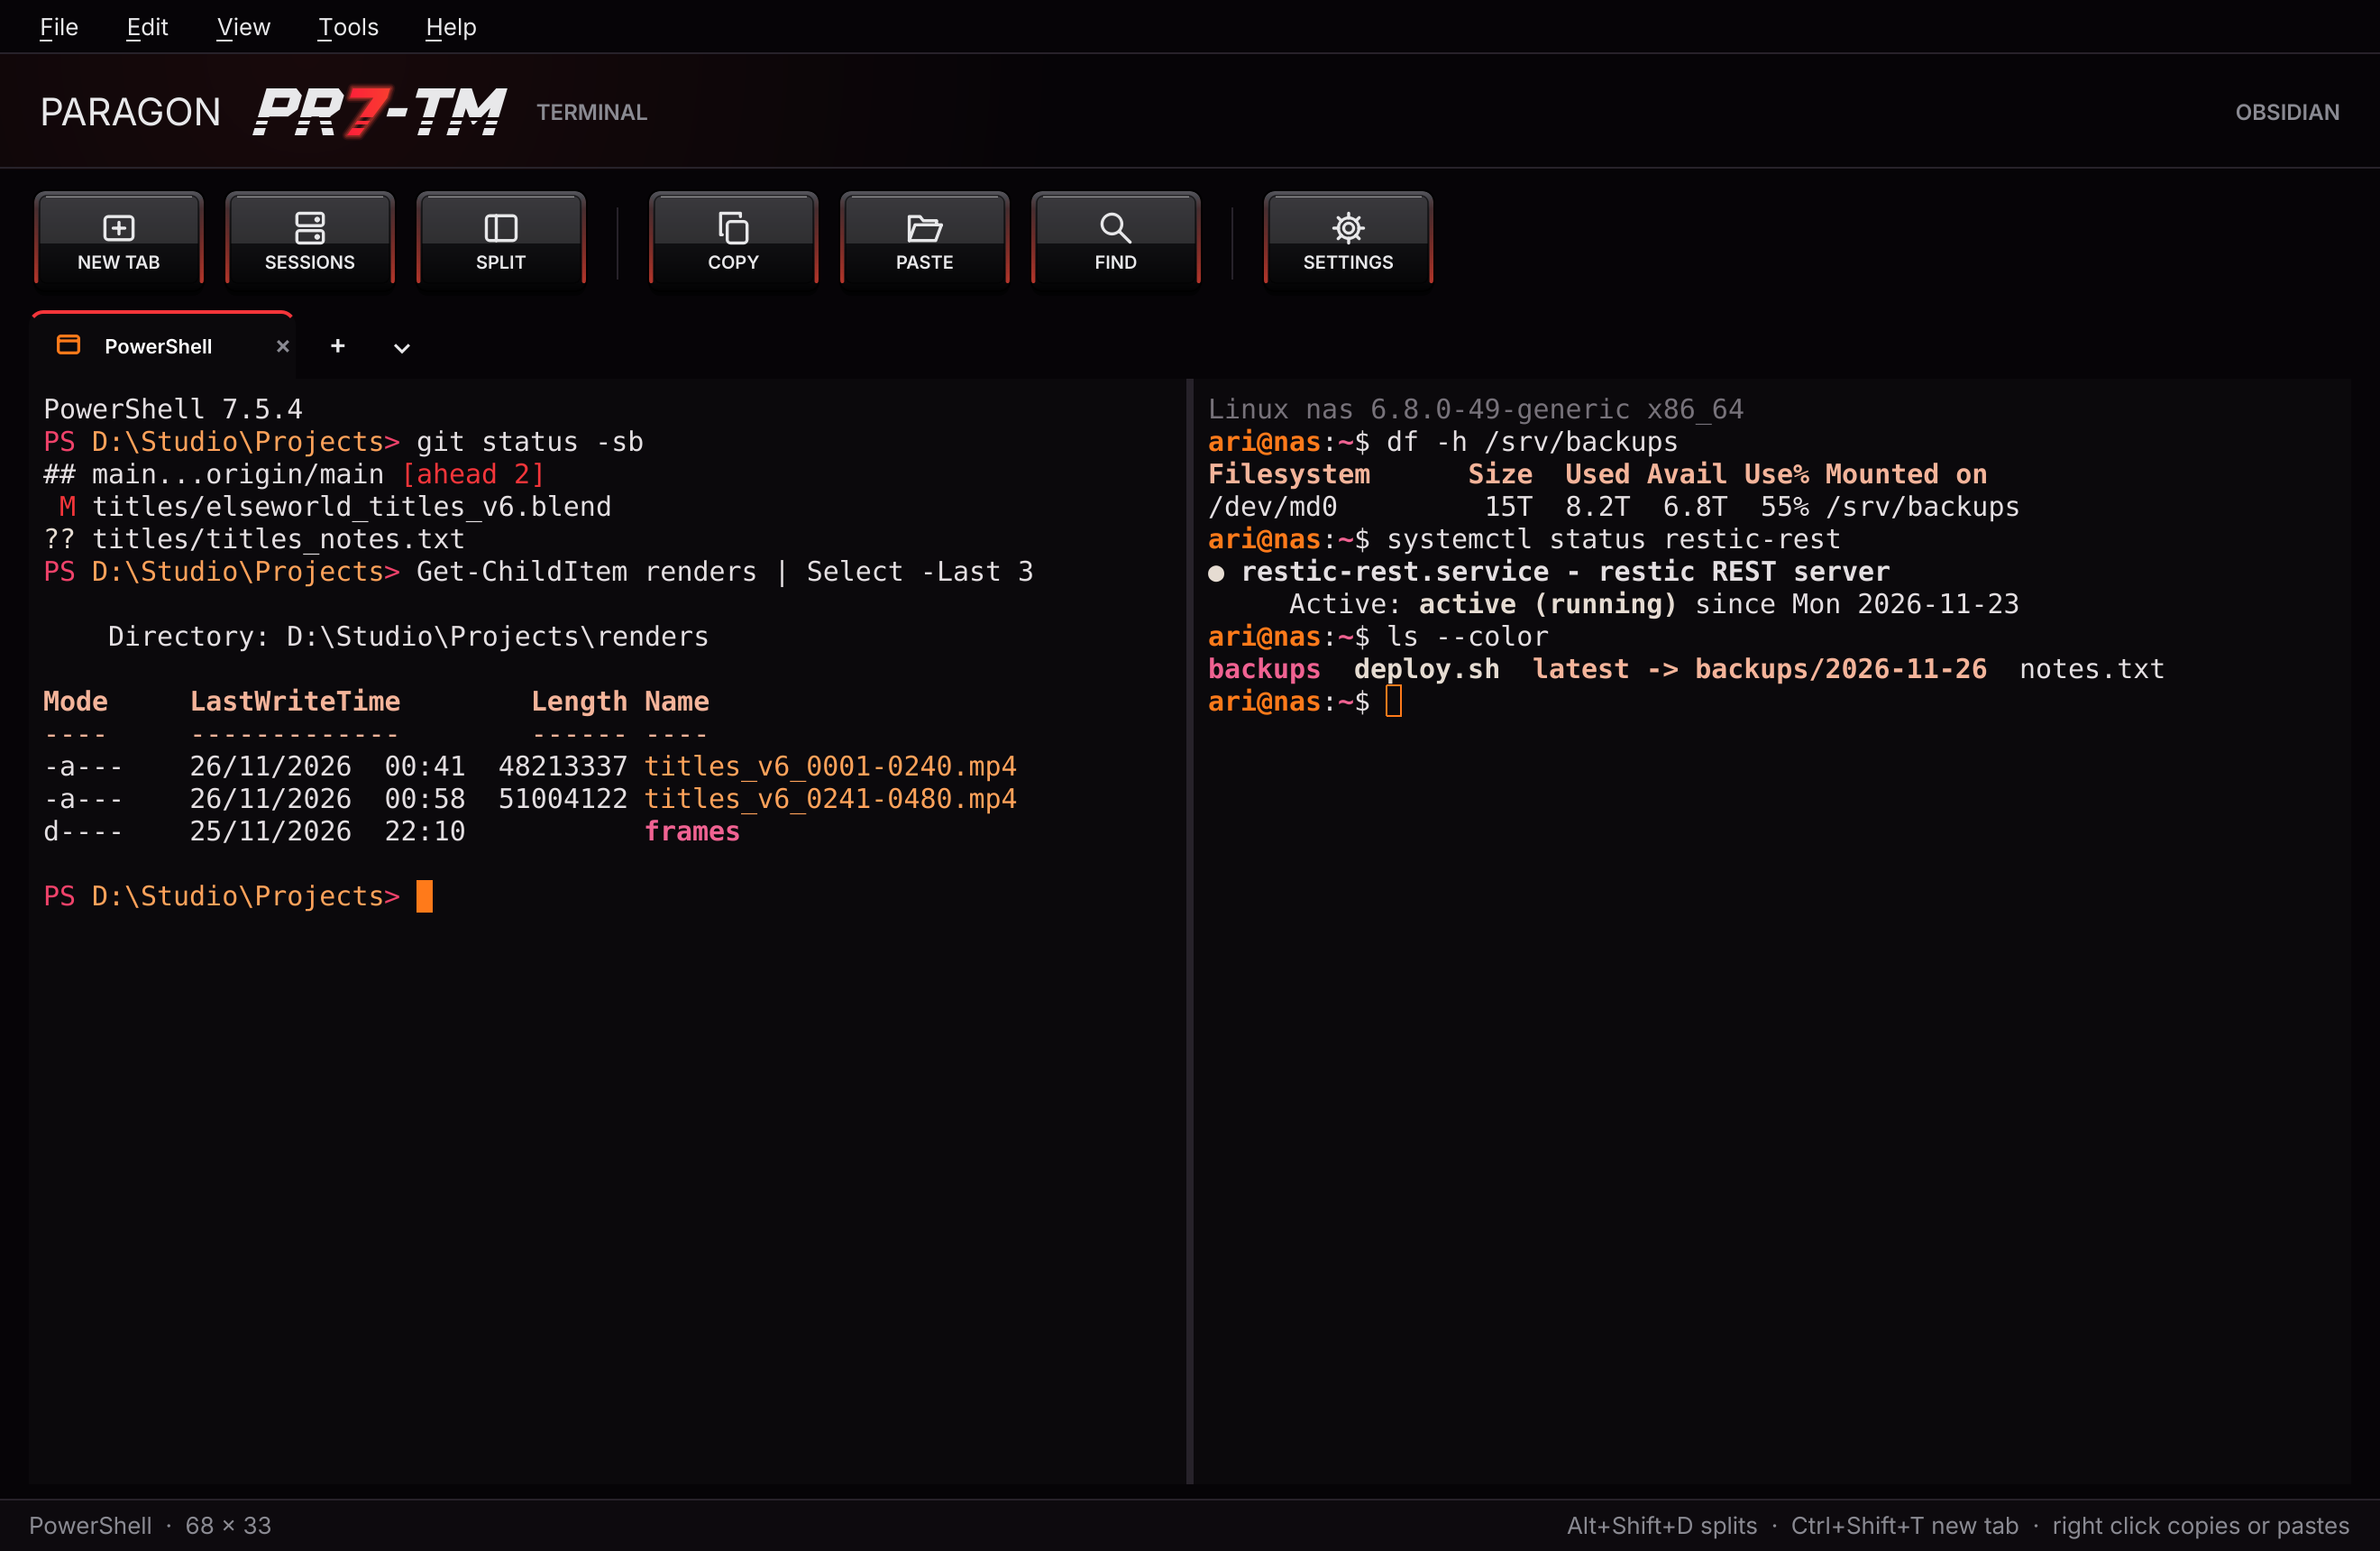 File Edit View Tools Help
PARAGON PR7-TM TERMINAL OBSIDIAN
NEW TAB SESSIONS SPLIT COPY PASTE FIND SETTINGS
PowerShell × + 
PowerShell 7.5.4
PS D:\Studio\Projects> git status -sb
## main...origin/main [ahead 2]
 M titles/elseworld_titles_v6.blend
?? titles/titles_notes.txt
PS D:\Studio\Projects> Get-ChildItem renders | Select -Last 3
    Directory: D:\Studio\Projects\renders
Mode     LastWriteTime        Length Name
----     -------------        ------ ----
-a---    26/11/2026  00:41  48213337 titles_v6_0001-0240.mp4
-a---    26/11/2026  00:58  51004122 titles_v6_0241-0480.mp4
d----    25/11/2026  22:10           frames
PS D:\Studio\Projects>
Linux nas 6.8.0-49-generic x86_64
ari@nas:~$ df -h /srv/backups
Filesystem      Size  Used Avail Use% Mounted on
/dev/md0         15T  8.2T  6.8T  55% /srv/backups
ari@nas:~$ systemctl status restic-rest
● restic-rest.service - restic REST server
     Active: active (running) since Mon 2026-11-23
ari@nas:~$ ls --color
backups  deploy.sh  latest -> backups/2026-11-26  notes.txt
ari@nas:~$
PowerShell · 68 × 33
Alt+Shift+D splits · Ctrl+Shift+T new tab · right click copies or pastes